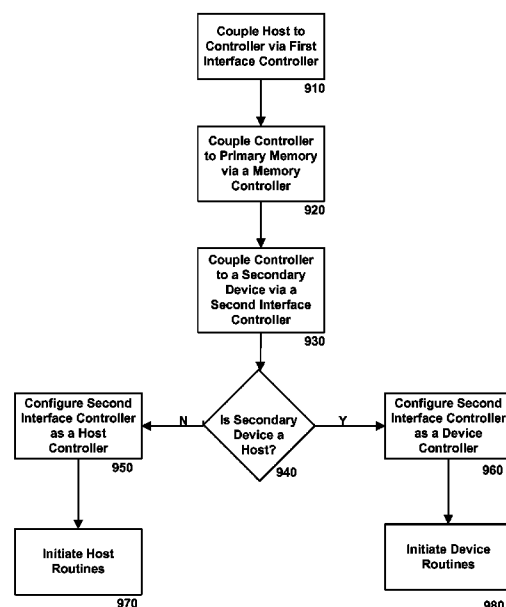 Couple Host to
Controller via First
Interface Controller
910
Couple Controller
to Primary Memory
via a Memory
Controller
920
Couple Controller
to a Secondary
Device via a
Second Interface
Controller
930
Is Secondary
Device a
Host?
940
N
Y
Configure Second
Interface Controller
as a Host
Controller
950
Configure Second
Interface Controller
as a Device
Controller
960
Initiate Host
Routines
970
Initiate Device
Routines
980